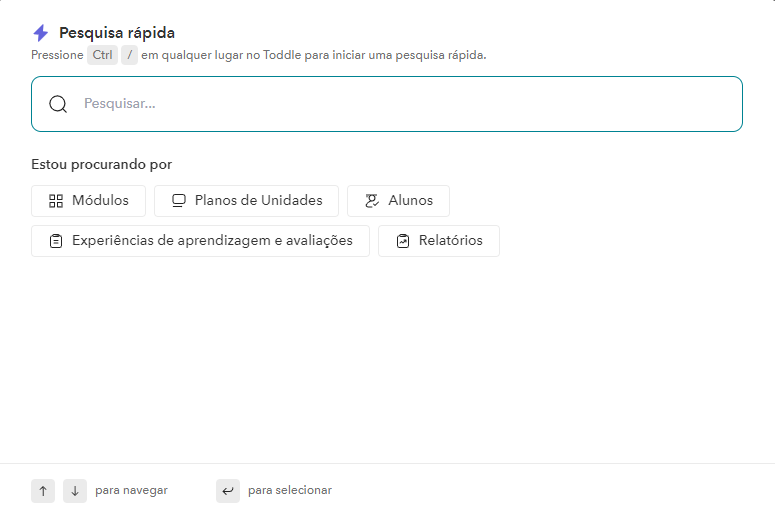 Pesquisa rápida
Pressione Ctrl / em qualquer lugar no Toddle para iniciar uma pesquisa rápida.
Pesquisar...
Estou procurando por
Módulos Planos de Unidades Alunos
Experiências de aprendizagem e avaliações Relatórios
↑ ↓ para navegar ↵ para selecionar